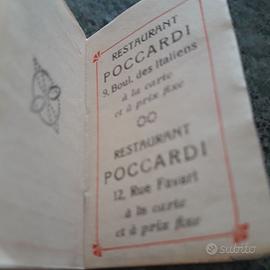 RESTAURANT
POCCARDI
9, Boul. des Italiens
à la carte
et à prix fixe
RESTAURANT
POCCARDI
12, Rue Favart
à la carte
et à prix fixe
subito